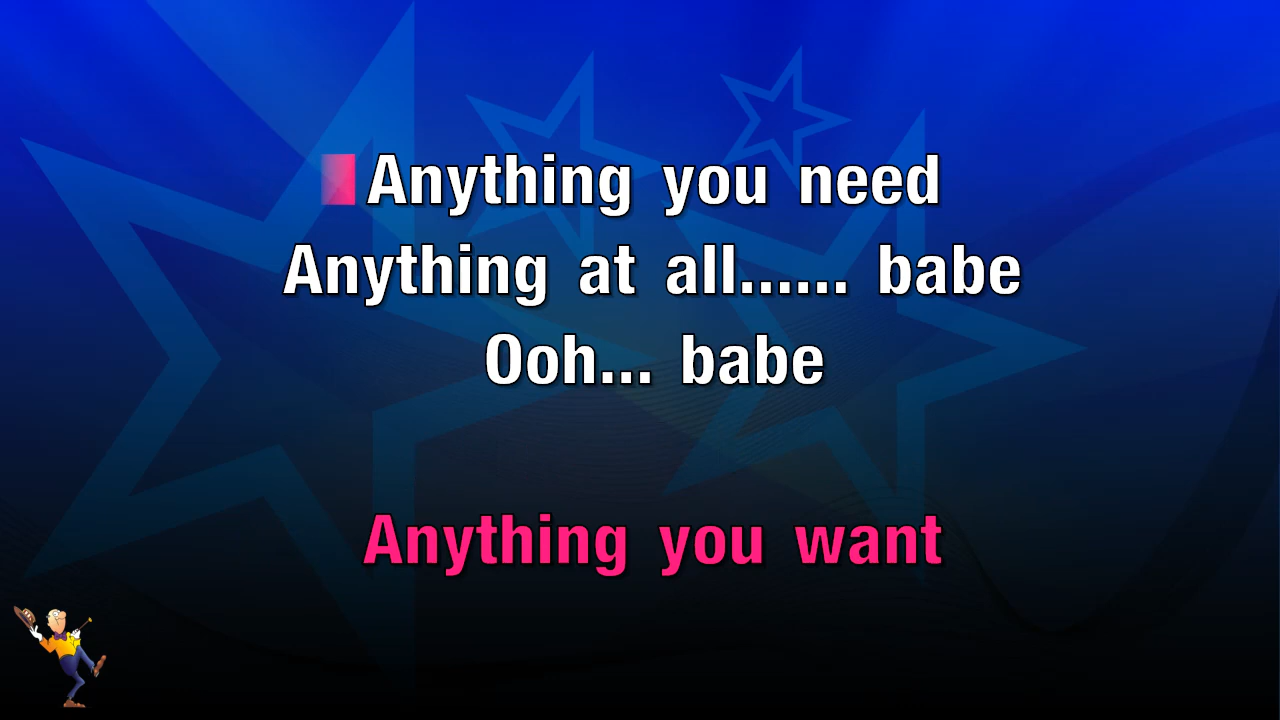 Anything you need
Anything at all...... babe
Ooh... babe
Anything you want